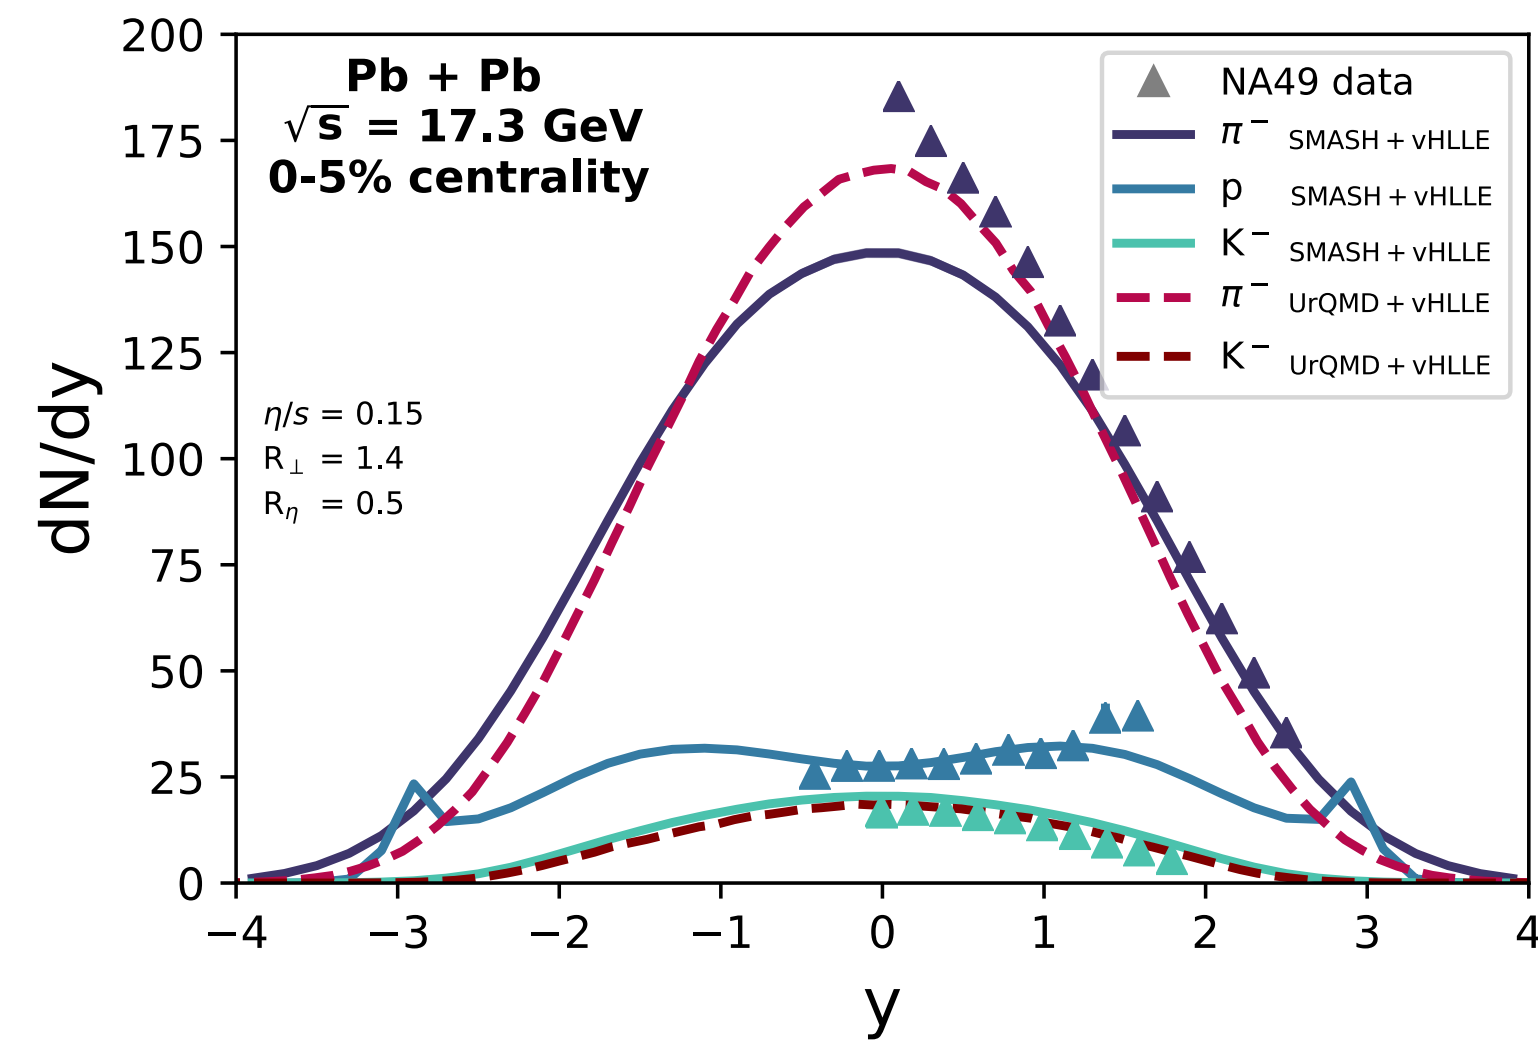 Pb + Pb
√s = 17.3 GeV
0-5% centrality
η/s = 0.15
R⊥ = 1.4
Rη = 0.5
NA49 data
π⁻ SMASH + vHLLE
p SMASH + vHLLE
K⁻ SMASH + vHLLE
π⁻ UrQMD + vHLLE
K⁻ UrQMD + vHLLE
dN/dy
200
175
150
125
100
75
50
25
0
−4 −3 −2 −1 0 1 2 3 4
y